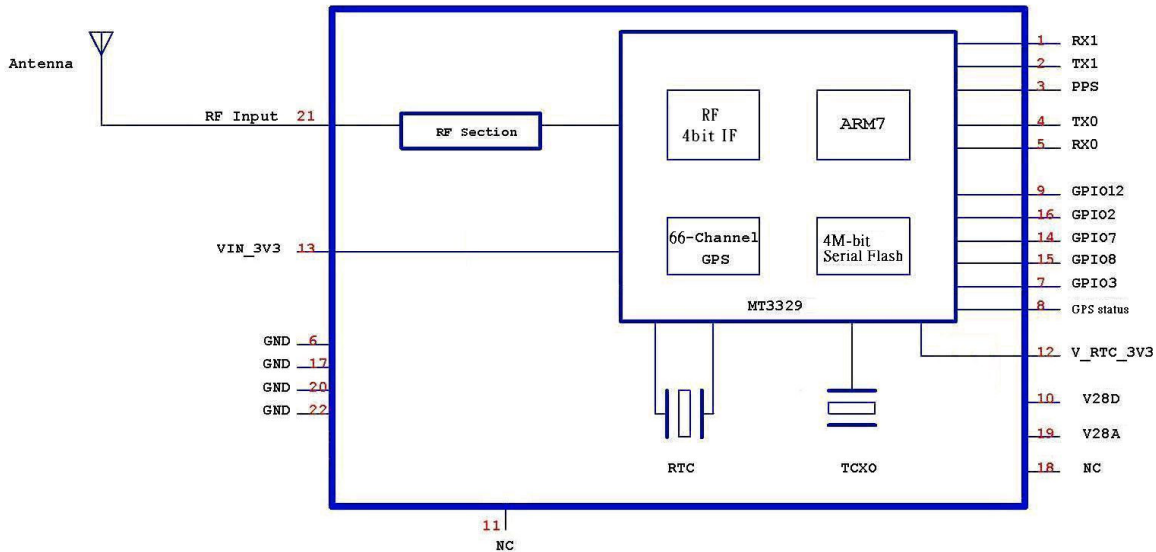 Antenna
RF Input 21
RF Section
RF
4bit IF
ARM7
66-Channel
GPS
4M-bit
Serial Flash
MT3329
VIN_3V3 13
GND 6
GND 17
GND 20
GND 22
1 RX1
2 TX1
3 PPS
4 TX0
5 RX0
9 GPIO12
16 GPIO2
14 GPIO7
15 GPIO8
7 GPIO3
8 GPS status
12 V_RTC_3V3
10 V28D
19 V28A
18 NC
RTC
TCXO
11
NC